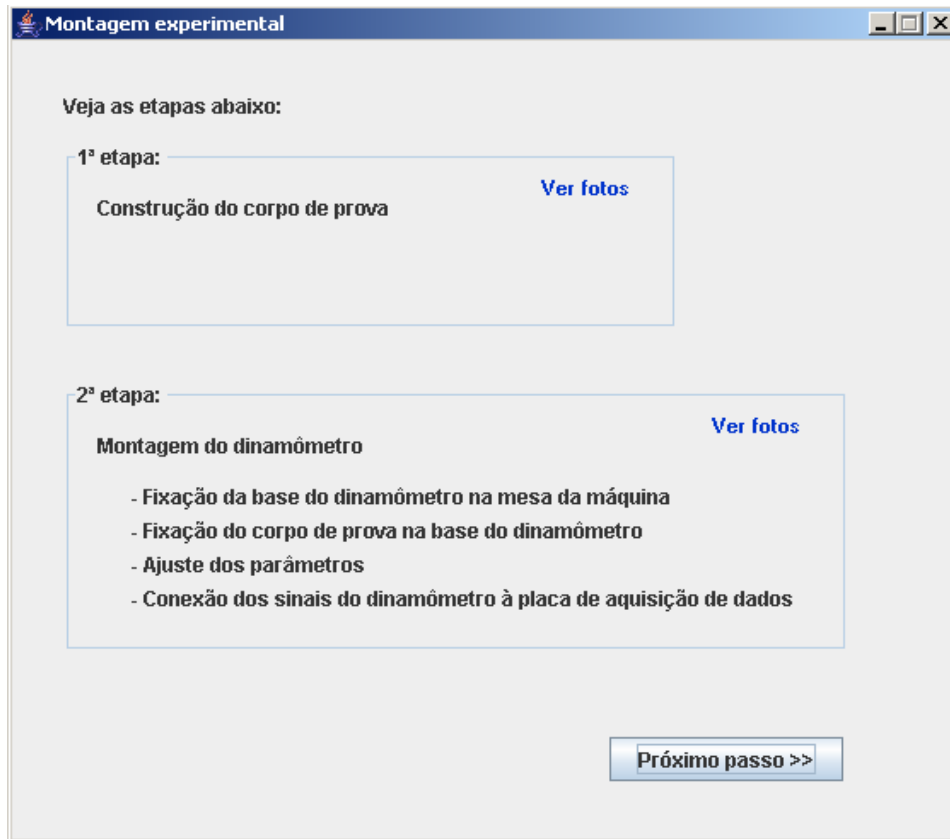 Montagem experimental
Veja as etapas abaixo:
1ª etapa:
Ver fotos
Construção do corpo de prova
2ª etapa:
Ver fotos
Montagem do dinamômetro
- Fixação da base do dinamômetro na mesa da máquina
- Fixação do corpo de prova na base do dinamômetro
- Ajuste dos parâmetros
- Conexão dos sinais do dinamômetro à placa de aquisição de dados
Próximo passo >>